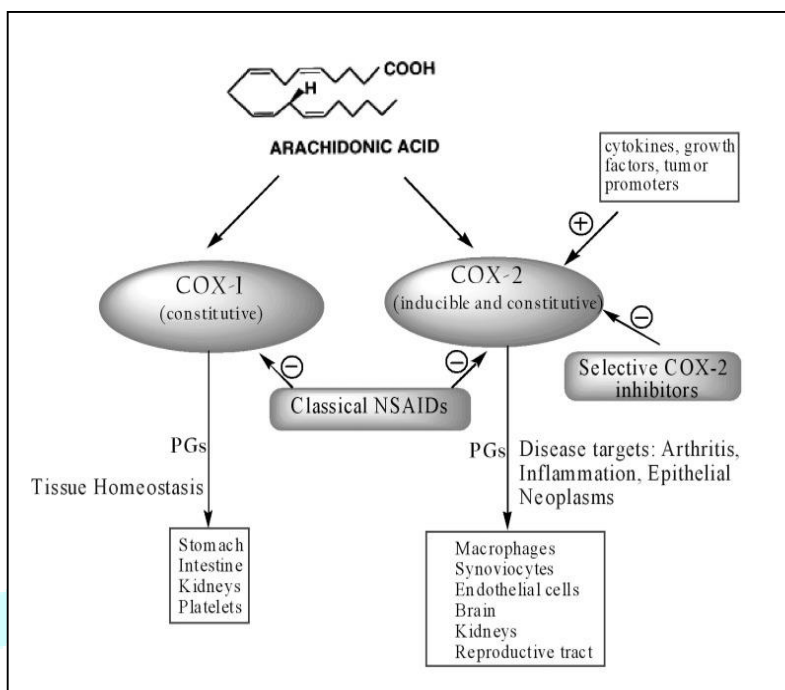 COOH
H
ARACHIDONIC ACID
cytokines, growth
factors, tumor
promoters
+
COX-1
(constitutive)
COX-2
(inducible and constitutive)
−
−
−
Classical NSAIDs
Selective COX-2
inhibitors
PGs
Tissue Homeostasis
PGs
Disease targets: Arthritis,
Inflammation, Epithelial
Neoplasms
Stomach
Intestine
Kidneys
Platelets
Macrophages
Synoviocytes
Endothelial cells
Brain
Kidneys
Reproductive tract